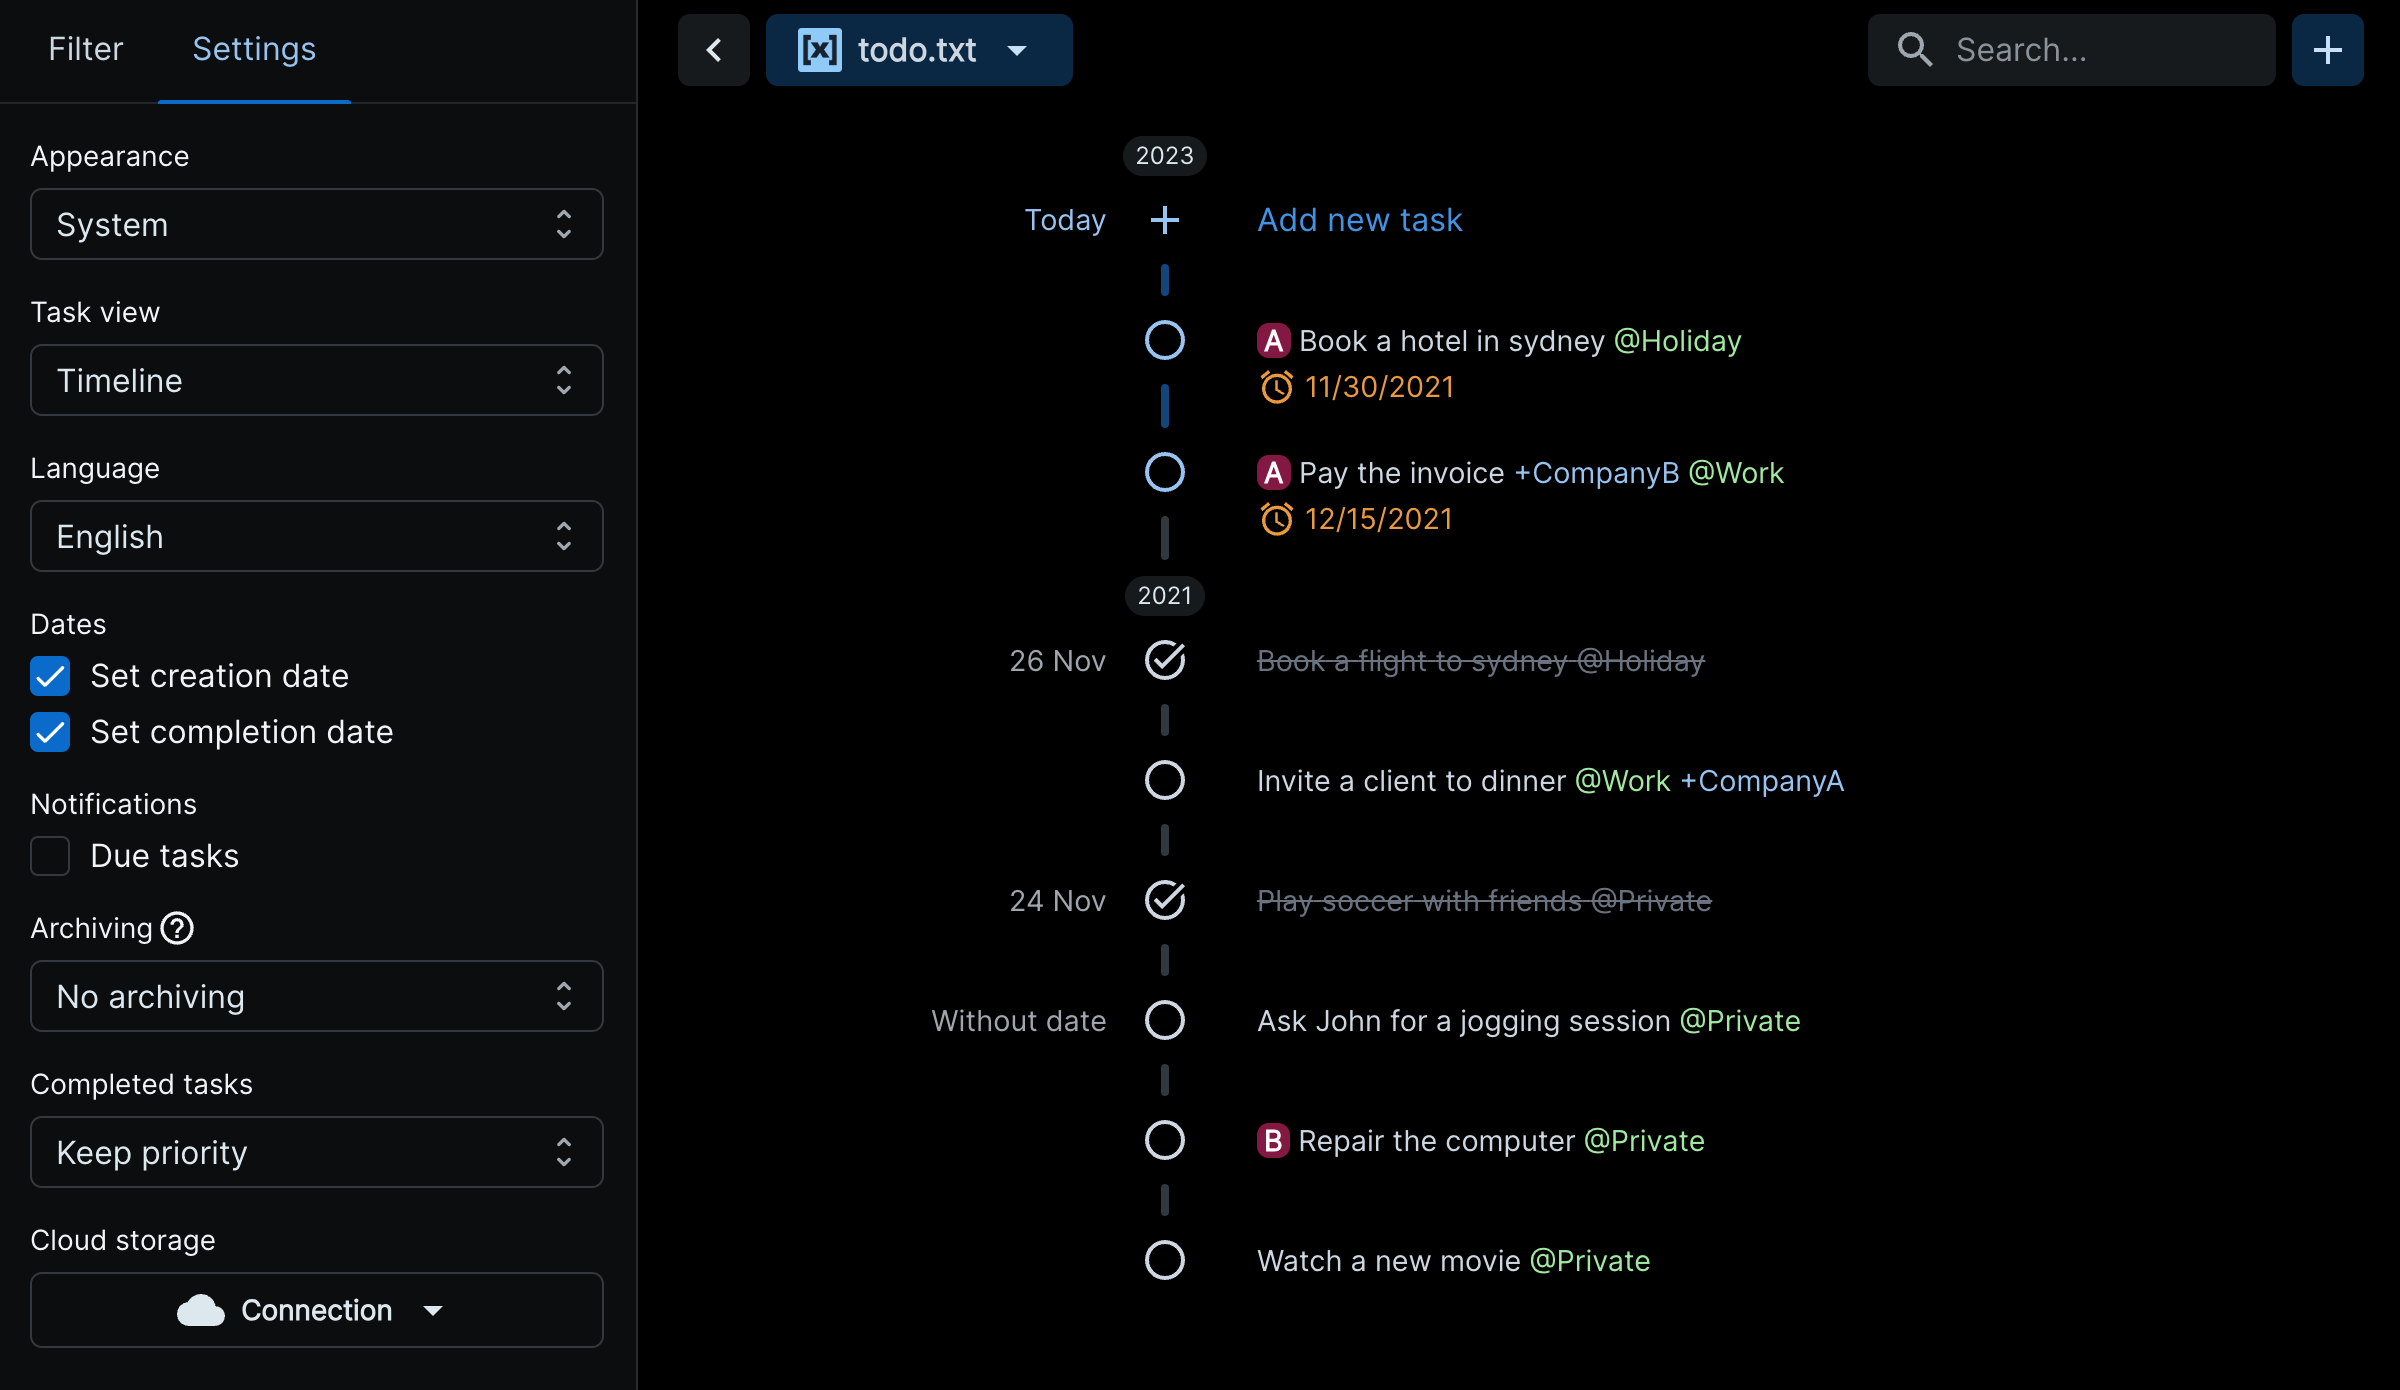 Filter
Settings
Appearance
System
Task view
Timeline
Language
English
Dates
Set creation date
Set completion date
Notifications
Due tasks
Archiving ?
No archiving
Completed tasks
Keep priority
Cloud storage
Connection
[x] todo.txt
Search...
2023
Today
Add new task
A Book a hotel in sydney @Holiday
11/30/2021
A Pay the invoice +CompanyB @Work
12/15/2021
2021
26 Nov
Book a flight to sydney @Holiday
Invite a client to dinner @Work +CompanyA
24 Nov
Play soccer with friends @Private
Without date
Ask John for a jogging session @Private
B Repair the computer @Private
Watch a new movie @Private